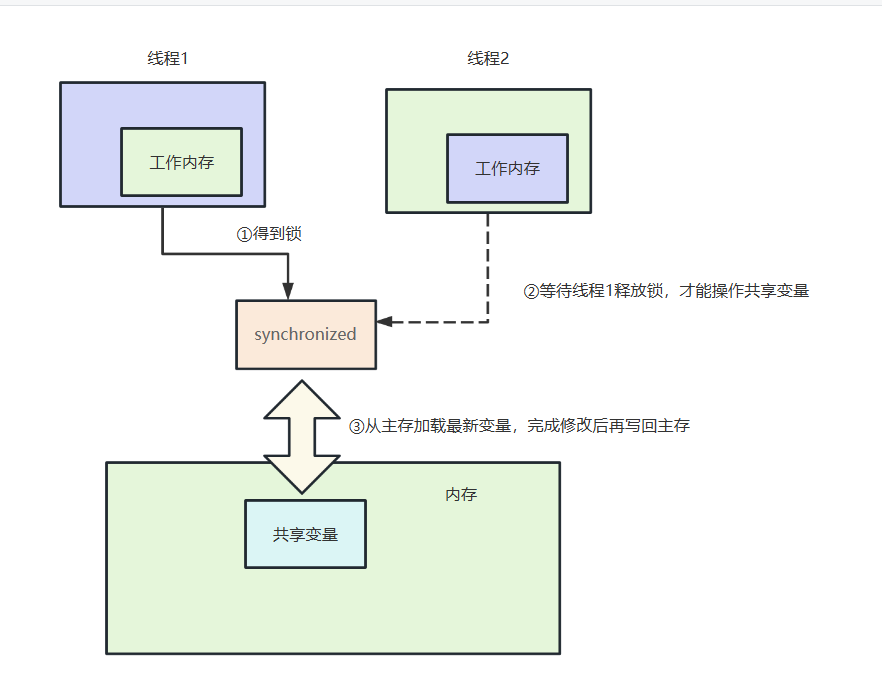 线程1
线程2
工作内存
工作内存
①得到锁
②等待线程1释放锁，才能操作共享变量
synchronized
③从主存加载最新变量，完成修改后再写回主存
内存
共享变量